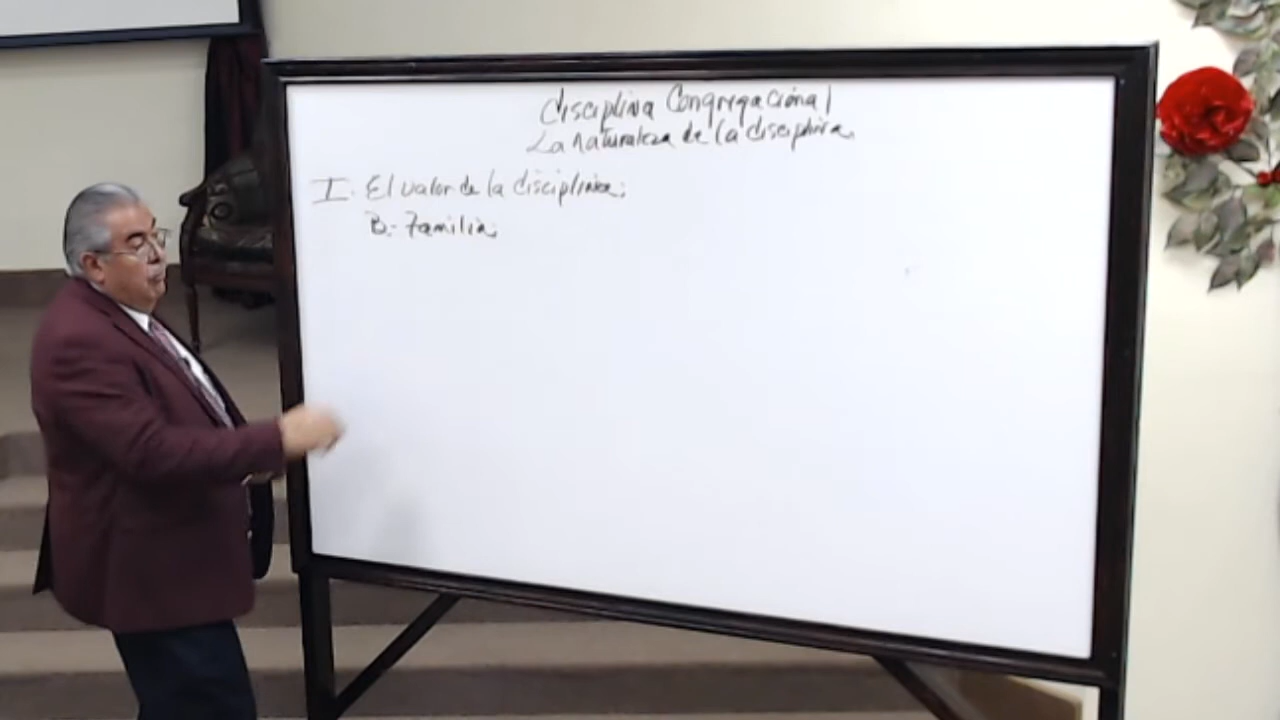 disciplina Congregacional
La naturaleza de la disciplina.
I. El valor de la disciplina:
B.- Familia: